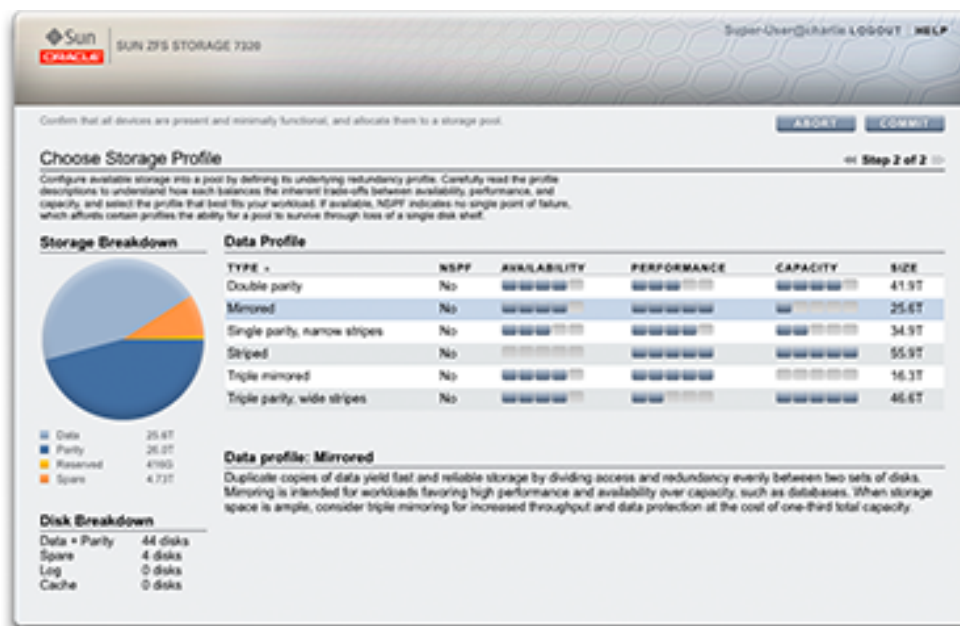 Sun
ORACLE
SUN ZFS STORAGE 7320
Super-User@charlie LOGOUT HELP
Confirm that all devices are present and minimally functional, and allocate them to a storage pool.
ABORT COMMIT
Choose Storage Profile
Step 2 of 2
Configure available storage into a pool by defining its underlying redundancy profile. Carefully read the profile
descriptions to understand how each balances the inherent trade-offs between availability, performance, and
capacity, and select the profile that best fits your workload. If available, NSPF indicates no single point of failure,
which affords certain profiles the ability for a pool to survive through loss of a single disk shelf.
Storage Breakdown
Data 25.6T
Parity 26.0T
Reserved 416G
Spare 4.73T
Disk Breakdown
Data + Parity 44 disks
Spare 4 disks
Log 0 disks
Cache 0 disks
Data Profile
TYPE NSPF AVAILABILITY PERFORMANCE CAPACITY SIZE
Double parity No 41.9T
Mirrored No 25.6T
Single parity, narrow stripes No 34.9T
Striped No 55.9T
Triple mirrored No 16.3T
Triple parity, wide stripes No 46.6T
Data profile: Mirrored
Duplicate copies of data yield fast and reliable storage by dividing access and redundancy evenly between two sets of disks.
Mirroring is intended for workloads favoring high performance and availability over capacity, such as databases. When storage
space is ample, consider triple mirroring for increased throughput and data protection at the cost of one-third total capacity.